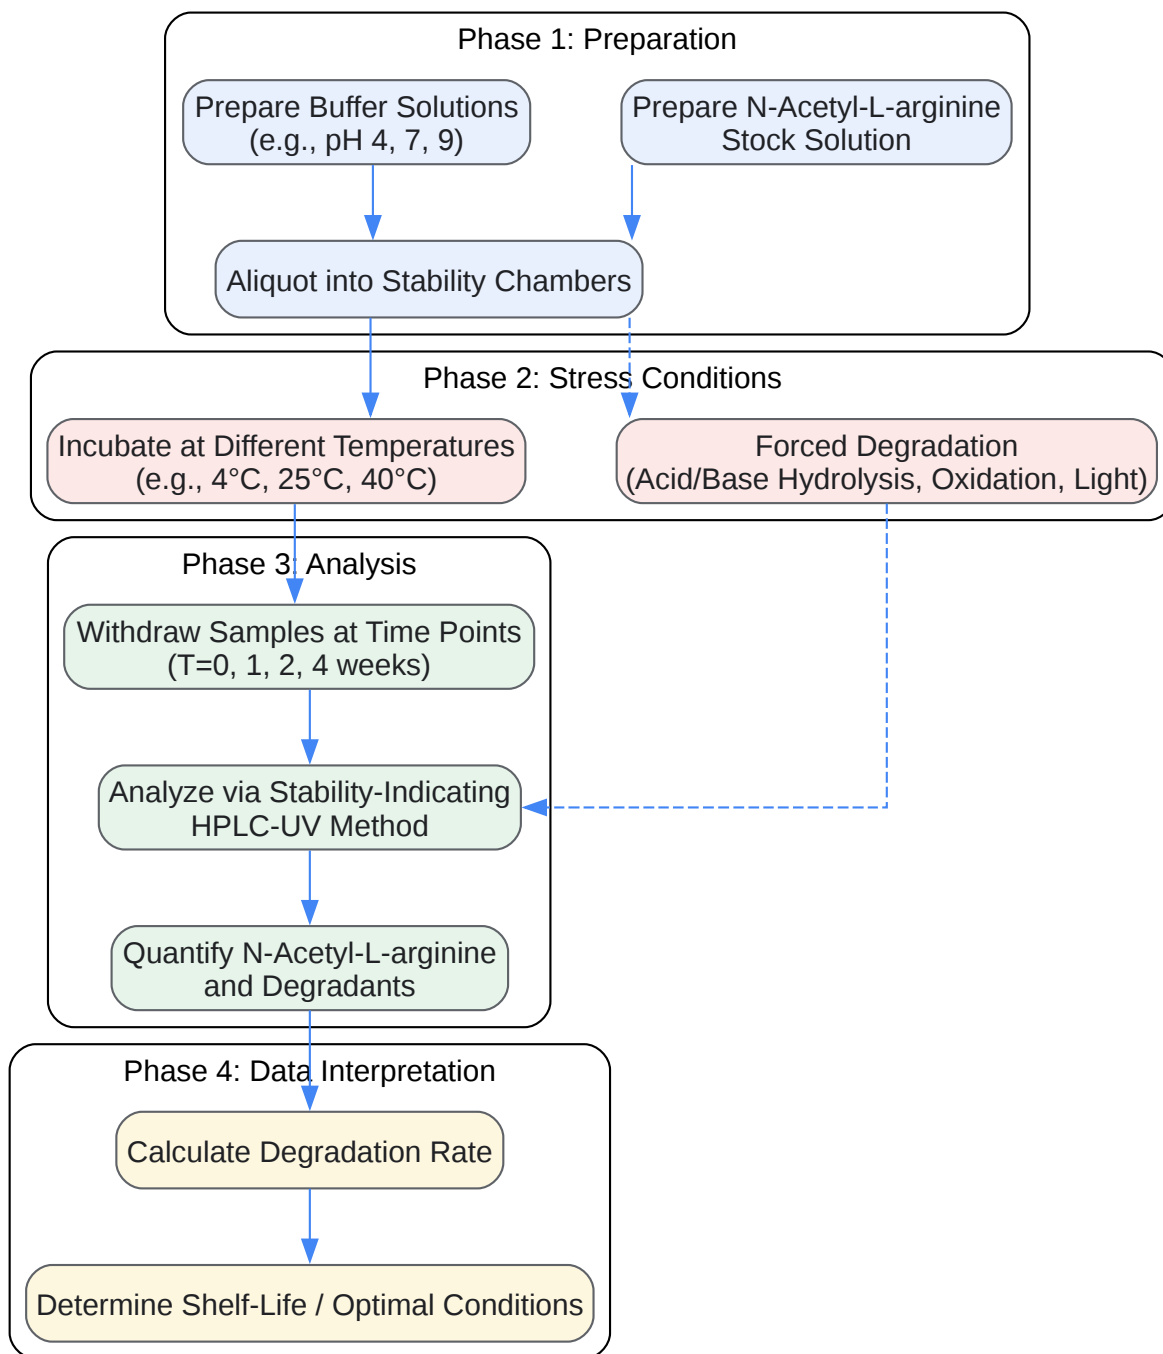 Phase 1: Preparation
Prepare Buffer Solutions
(e.g., pH 4, 7, 9)
Prepare N-Acetyl-L-arginine
Stock Solution
Aliquot into Stability Chambers
Phase 2: Stress Conditions
Incubate at Different Temperatures
(e.g., 4°C, 25°C, 40°C)
Forced Degradation
(Acid/Base Hydrolysis, Oxidation, Light)
Phase 3: Analysis
Withdraw Samples at Time Points
(T=0, 1, 2, 4 weeks)
Analyze via Stability-Indicating
HPLC-UV Method
Quantify N-Acetyl-L-arginine
and Degradants
Phase 4: Data Interpretation
Calculate Degradation Rate
Determine Shelf-Life / Optimal Conditions